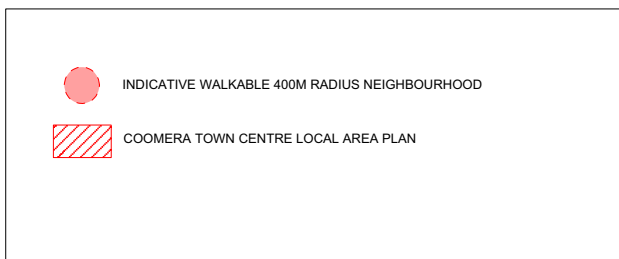 INDICATIVE WALKABLE 400M RADIUS NEIGHBOURHOOD
COOMERA TOWN CENTRE LOCAL AREA PLAN